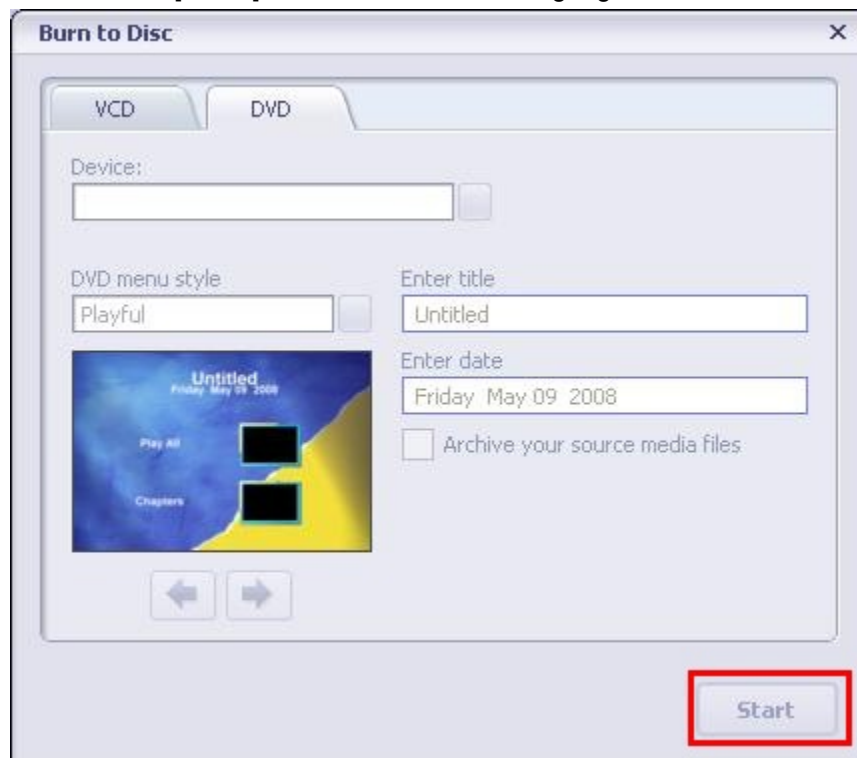 Burn to Disc
VCD DVD
Device:
DVD menu style
Playful
Enter title
Untitled
Enter date
Friday May 09 2008
Archive your source media files
Untitled
Friday May 09 2008
Play All
Chapters
Start